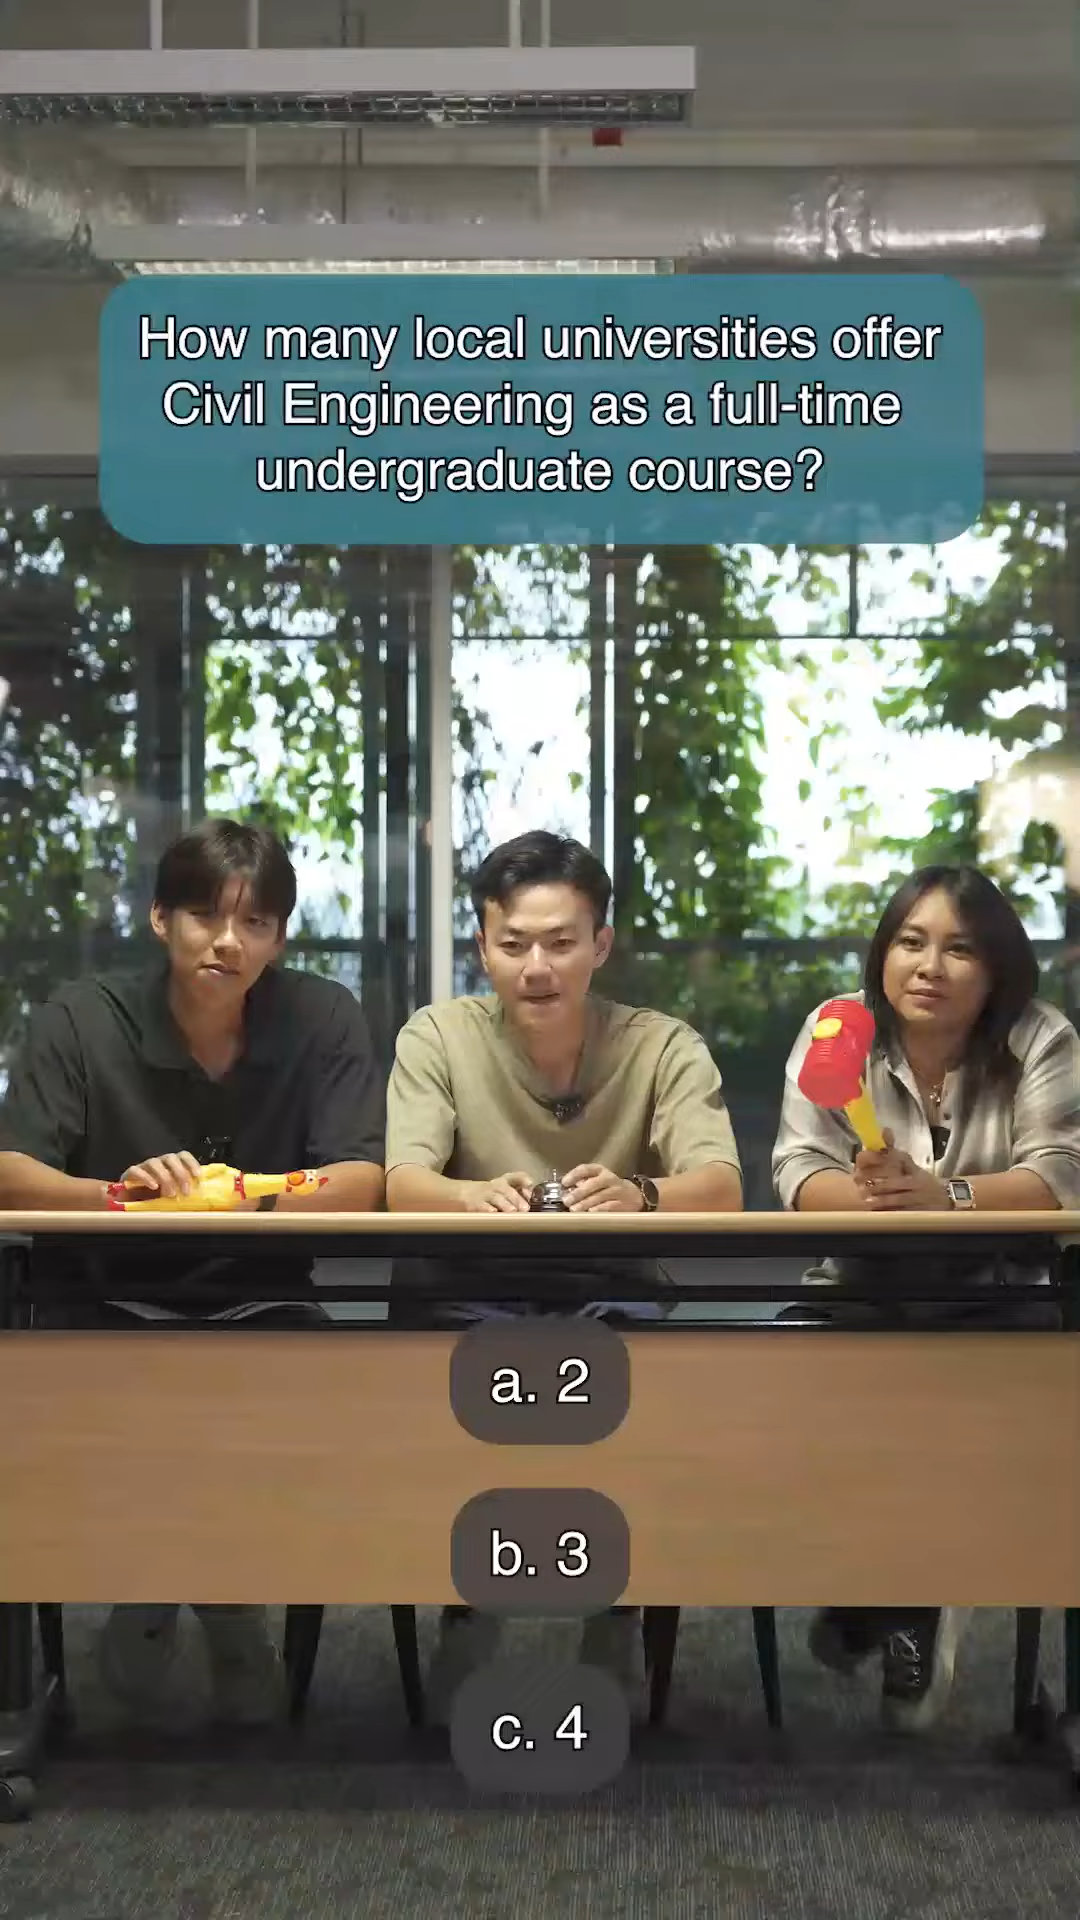 How many local universities offer
Civil Engineering as a full-time
undergraduate course?
a. 2
b. 3
c. 4